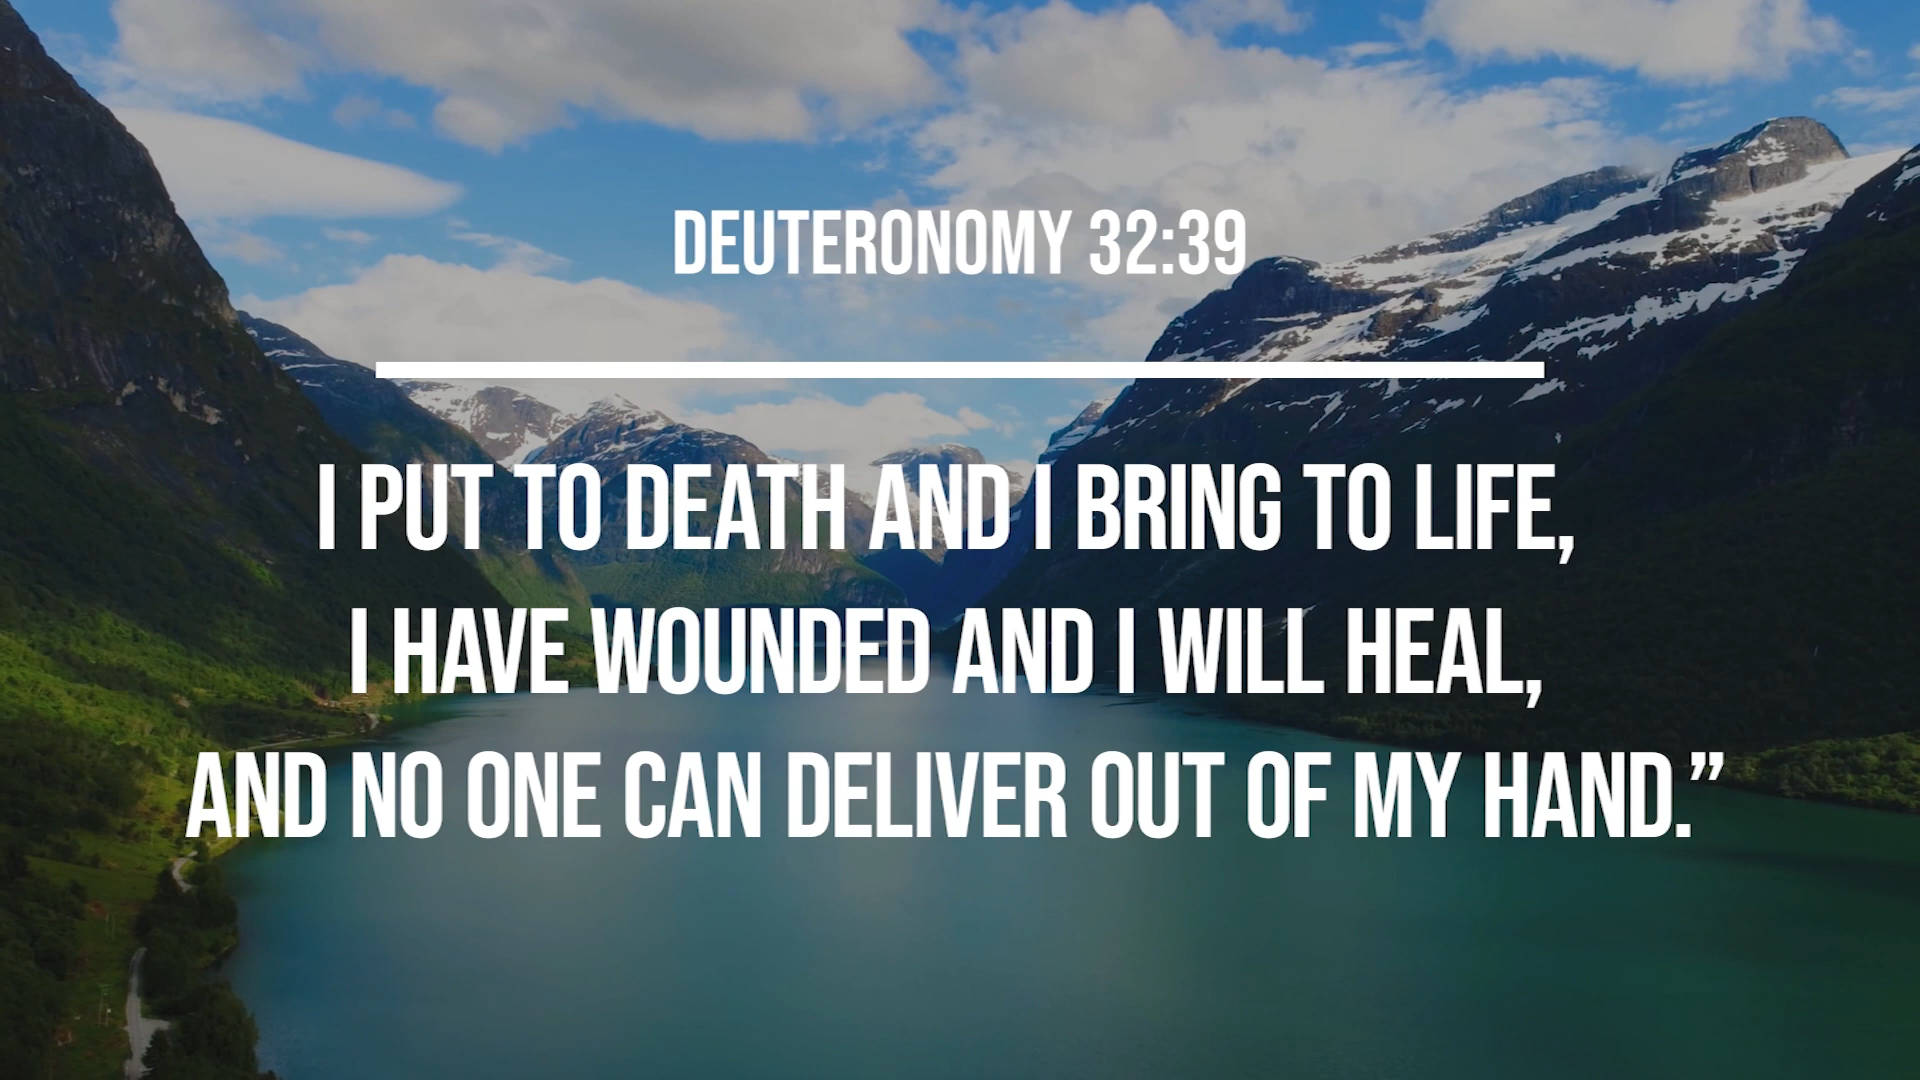 DEUTERONOMY 32:39
I PUT TO DEATH AND I BRING TO LIFE,
I HAVE WOUNDED AND I WILL HEAL,
AND NO ONE CAN DELIVER OUT OF MY HAND.”